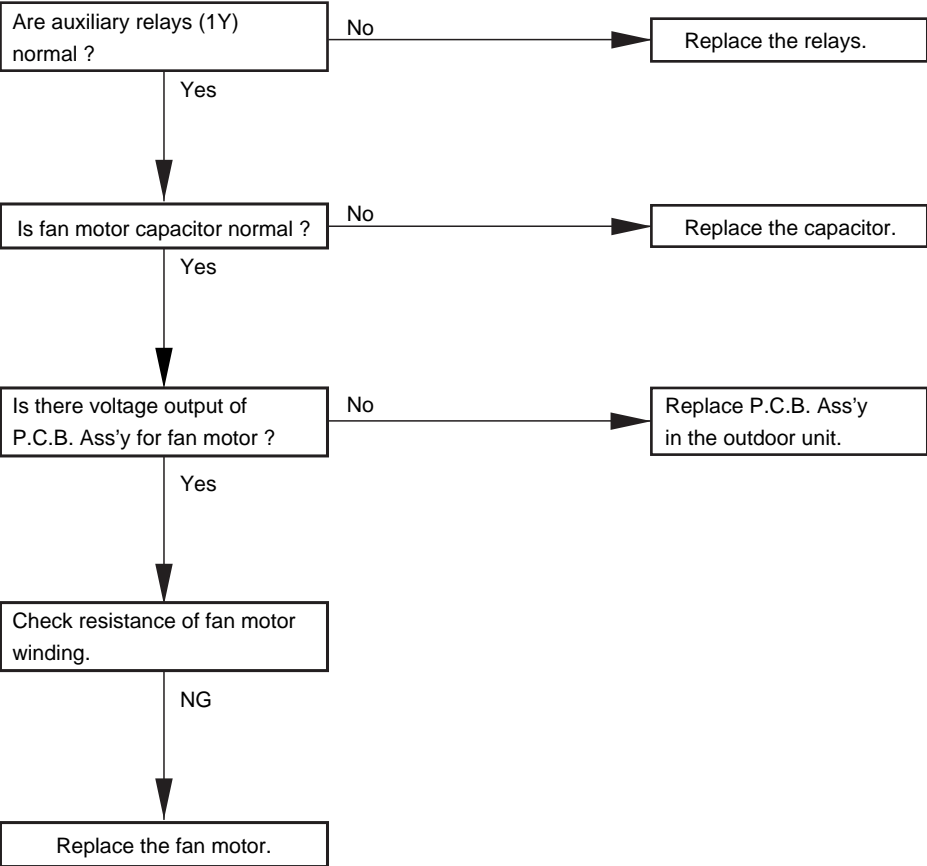 Are auxiliary relays (1Y)
normal ?
No
Replace the relays.
Yes
Is fan motor capacitor normal ?
No
Replace the capacitor.
Yes
Is there voltage output of
P.C.B. Ass'y for fan motor ?
No
Replace P.C.B. Ass'y
in the outdoor unit.
Yes
Check resistance of fan motor
winding.
NG
Replace the fan motor.